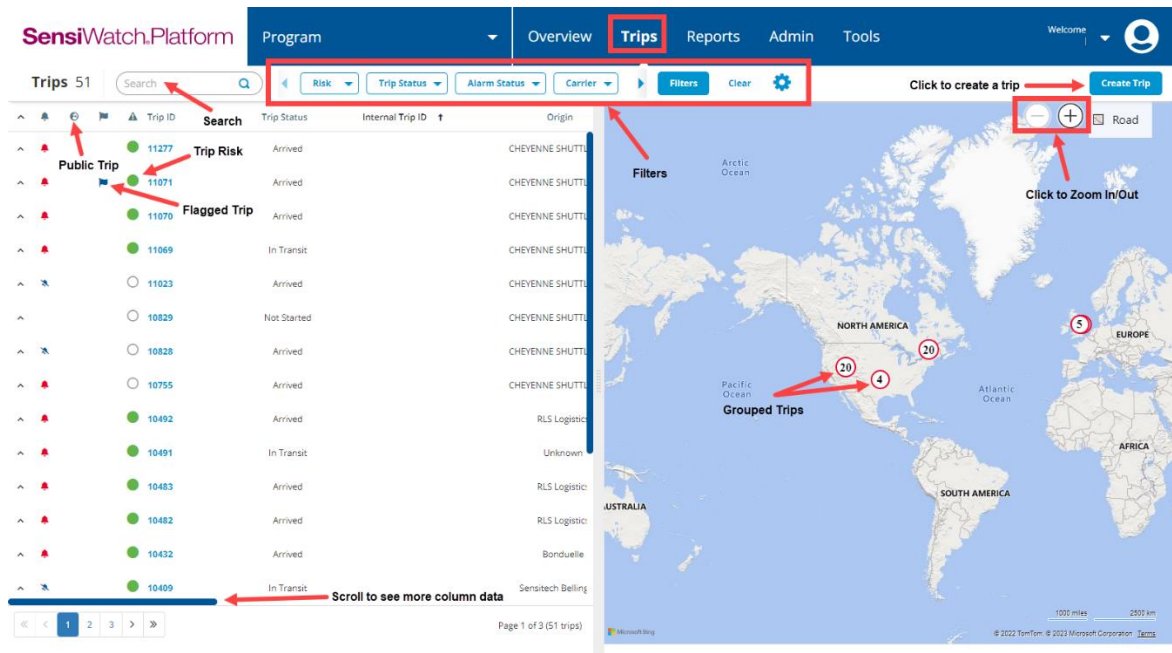 SensiWatch®Platform
Program
Overview
Trips
Reports
Admin
Tools
Welcome
Trips 51
Search
Risk
Trip Status
Alarm Status
Carrier
Filters
Clear
Click to create a trip
Create Trip
Trip ID
Search
Trip Status
Internal Trip ID ↑
Origin
11277 Arrived CHEYENNE SHUTTL
Public Trip
Trip Risk
11071 Arrived CHEYENNE SHUTTL
Flagged Trip
11070 Arrived CHEYENNE SHUTTL
11069 In Transit CHEYENNE SHUTTL
11023 Arrived CHEYENNE SHUTTL
10829 Not Started CHEYENNE SHUTTL
10828 Arrived CHEYENNE SHUTTL
10755 Arrived CHEYENNE SHUTTL
10492 Arrived RLS Logistic
10491 In Transit Unknown
10483 Arrived RLS Logistic
10482 Arrived RLS Logistic
10432 Arrived Bonduelle
10409 In Transit Sensitech Belling
Scroll to see more column data
« < 1 2 3 > »
Page 1 of 3 (51 trips)
Road
Filters
Click to Zoom In/Out
Arctic
Ocean
NORTH AMERICA
5
EUROPE
20
20
4
Pacific
Ocean
Grouped Trips
Atlantic
Ocean
AFRICA
SOUTH AMERICA
USTRALIA
1000 miles
2500 km
Microsoft Bing
© 2022 TomTom, © 2023 Microsoft Corporation Terms